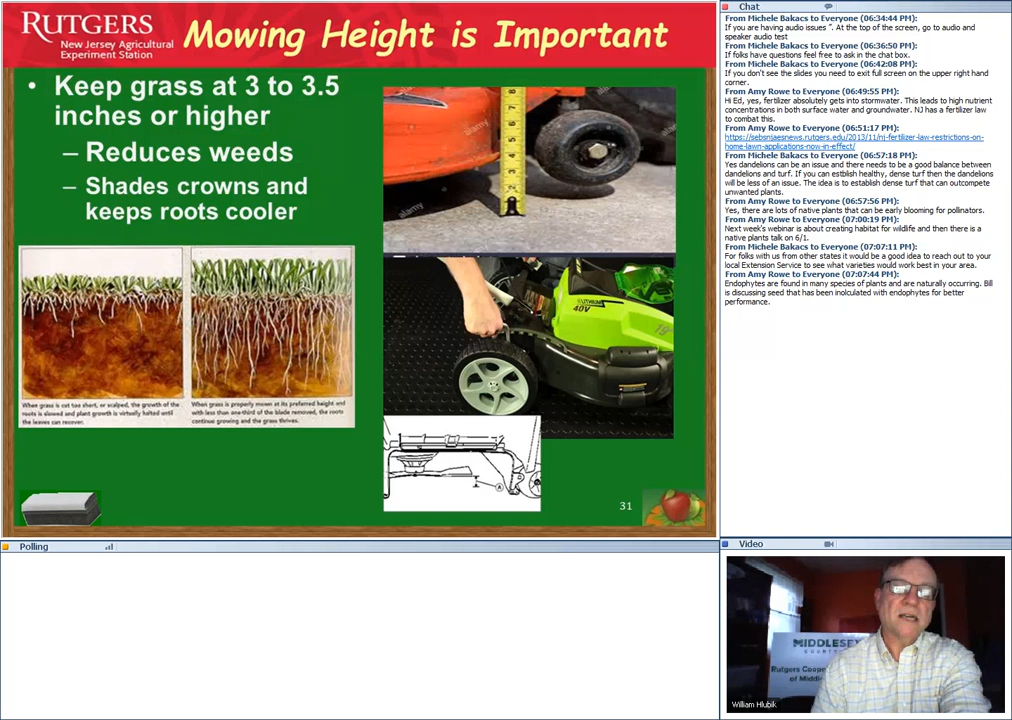 RUTGERS
New Jersey Agricultural
Experiment Station
Mowing Height is Important
• Keep grass at 3 to 3.5
inches or higher
– Reduces weeds
– Shades crowns and
keeps roots cooler
When grass is cut too short, or scalped, the growth of the
roots is slowed and plant growth is virtually halted until
the leaves can recover.
When grass is properly mown at its preferred height and
with less than one-third of the blade removed, the roots
continue growing and the grass thrives.
alamy
alamy
alamy
LITHIUM
40V
19"
A
31
Chat
From Michele Bakacs to Everyone (06:34:44 PM):
If you are having audio issues ". At the top of the screen, go to audio and
speaker audio test
From Michele Bakacs to Everyone (06:36:50 PM):
If folks have questions feel free to ask in the chat box.
From Michele Bakacs to Everyone (06:42:08 PM):
If you don't see the slides you need to exit full screen on the upper right hand
corner.
From Amy Rowe to Everyone (06:49:55 PM):
Hi Ed, yes, fertilizer absolutely gets into stormwater. This leads to high nutrient
concentrations in both surface water and groundwater. NJ has a fertilizer law
to combat this.
From Amy Rowe to Everyone (06:51:17 PM):
https://sebsnjaesnews.rutgers.edu/2013/11/nj-fertilizer-law-restrictions-on-
home-lawn-applications-now-in-effect/
From Michele Bakacs to Everyone (06:57:18 PM):
Yes dandelions can be an issue and there needs to be a good balance between
dandelions and turf. If you can estblish healthy, dense turf then the dandelions
will be less of an issue. The idea is to establish dense turf that can outcompete
unwanted plants.
From Amy Rowe to Everyone (06:57:56 PM):
Yes, there are lots of native plants that can be early blooming for pollinators.
From Amy Rowe to Everyone (07:00:19 PM):
Next week's webinar is about creating habitat for wildlife and then there is a
native plants talk on 6/1.
From Michele Bakacs to Everyone (07:07:11 PM):
For folks with us from other states it would be a good idea to reach out to your
local Extension Service to see what varieties would work best in your area.
From Amy Rowe to Everyone (07:07:44 PM):
Endophytes are found in many species of plants and are naturally occurring. Bil
is discussing seed that has been inolculated with endophytes for better
performance.
Polling
Video
MIDDLESE
COUNTY
Rutgers Coope
of Middl
William Hlubik